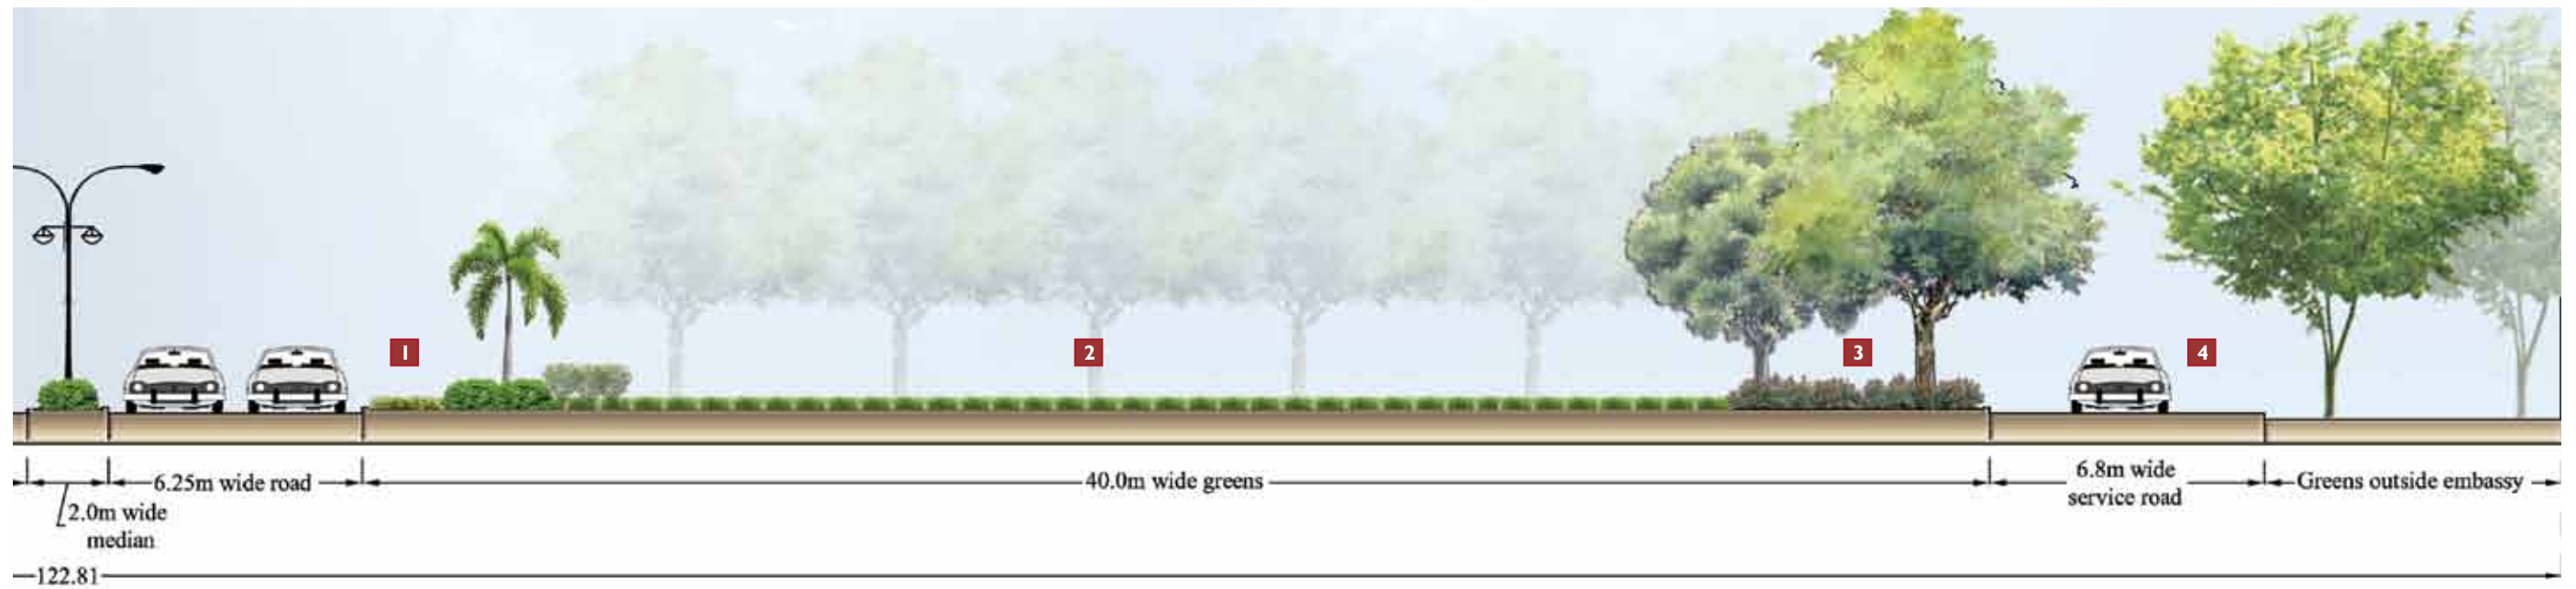 1
2
3
4
6.25m wide road
40.0m wide greens
6.8m wide
service road
Greens outside embassy
2.0m wide
median
122.81